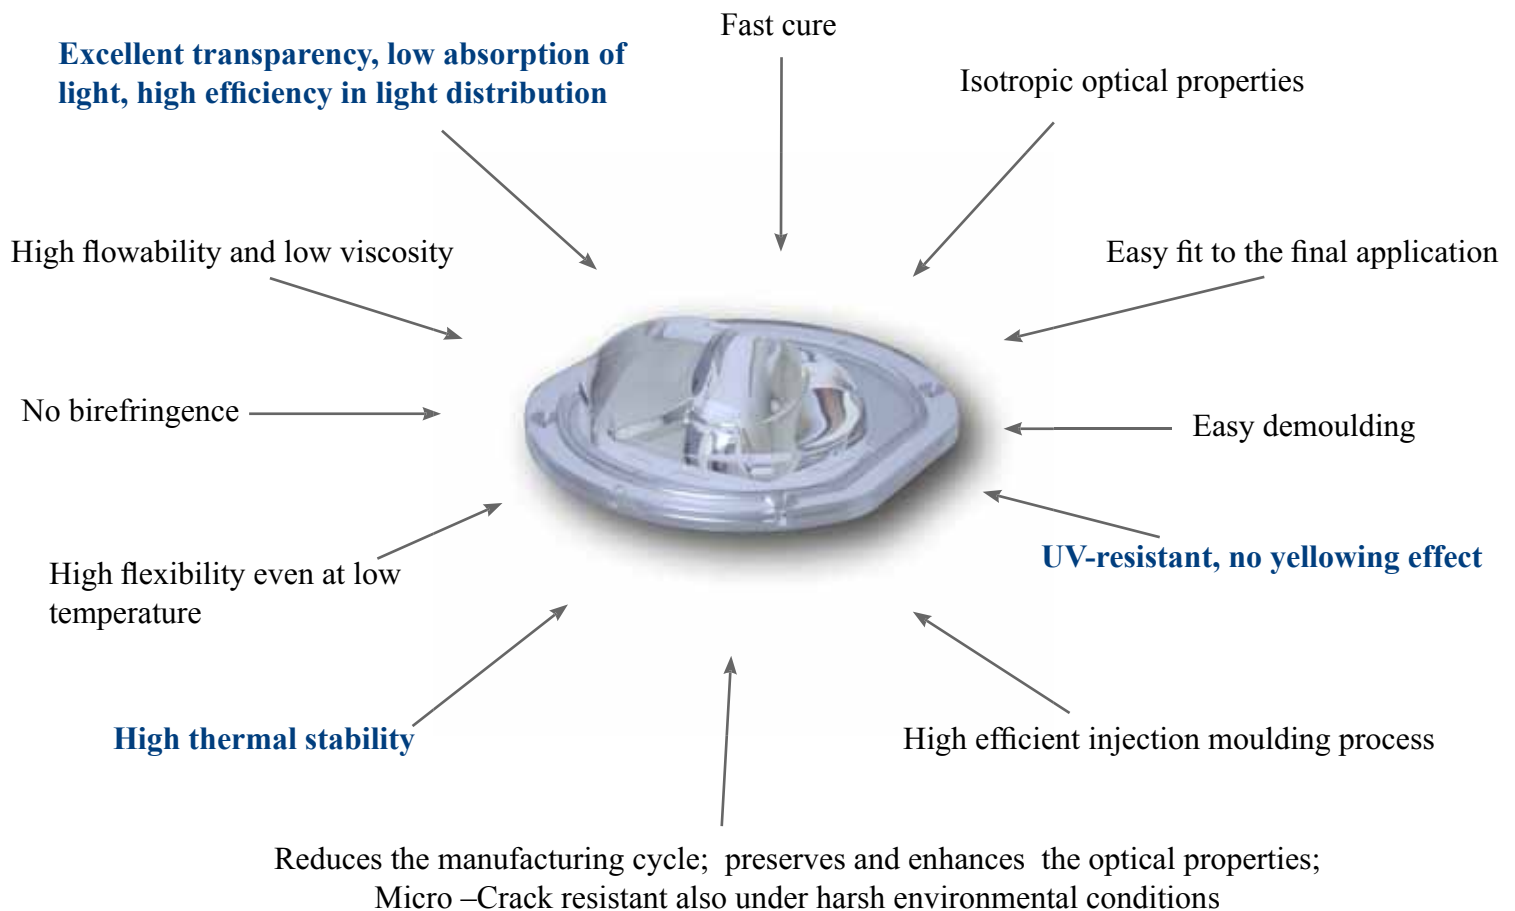 Fast cure
Excellent transparency, low absorption of
light, high efficiency in light distribution
Isotropic optical properties
High flowability and low viscosity
Easy fit to the final application
No birefringence
Easy demoulding
UV-resistant, no yellowing effect
High flexibility even at low
temperature
High thermal stability
High efficient injection moulding process
Reduces the manufacturing cycle;  preserves and enhances  the optical properties;
Micro –Crack resistant also under harsh environmental conditions